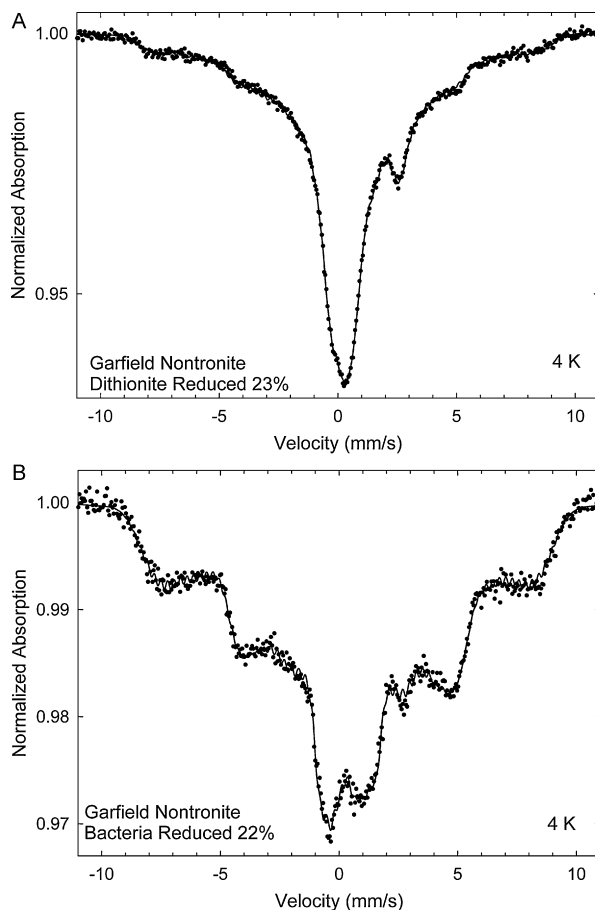 A
1.00
Normalized Absorption
0.95
Garfield Nontronite
Dithionite Reduced 23%
4 K
-10 -5 0 5 10
Velocity (mm/s)
B
1.00
0.99
Normalized Absorption
0.98
0.97
Garfield Nontronite
Bacteria Reduced 22%
4 K
-10 -5 0 5 10
Velocity (mm/s)